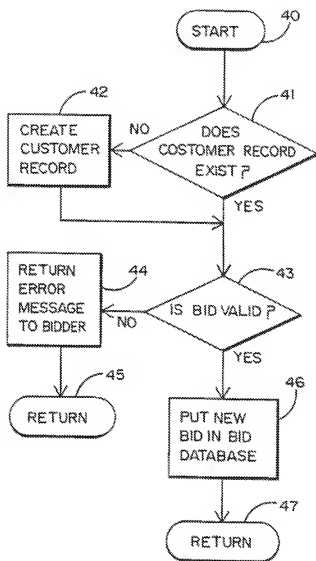 40
START
42
41
CREATE
CUSTOMER
RECORD
NO
DOES
COSTOMER RECORD
EXIST?
YES
44
43
RETURN
ERROR
MESSAGE
TO BIDDER
NO
IS BID VALID?
YES
45
RETURN
46
PUT NEW
BID IN BID
DATABASE
47
RETURN